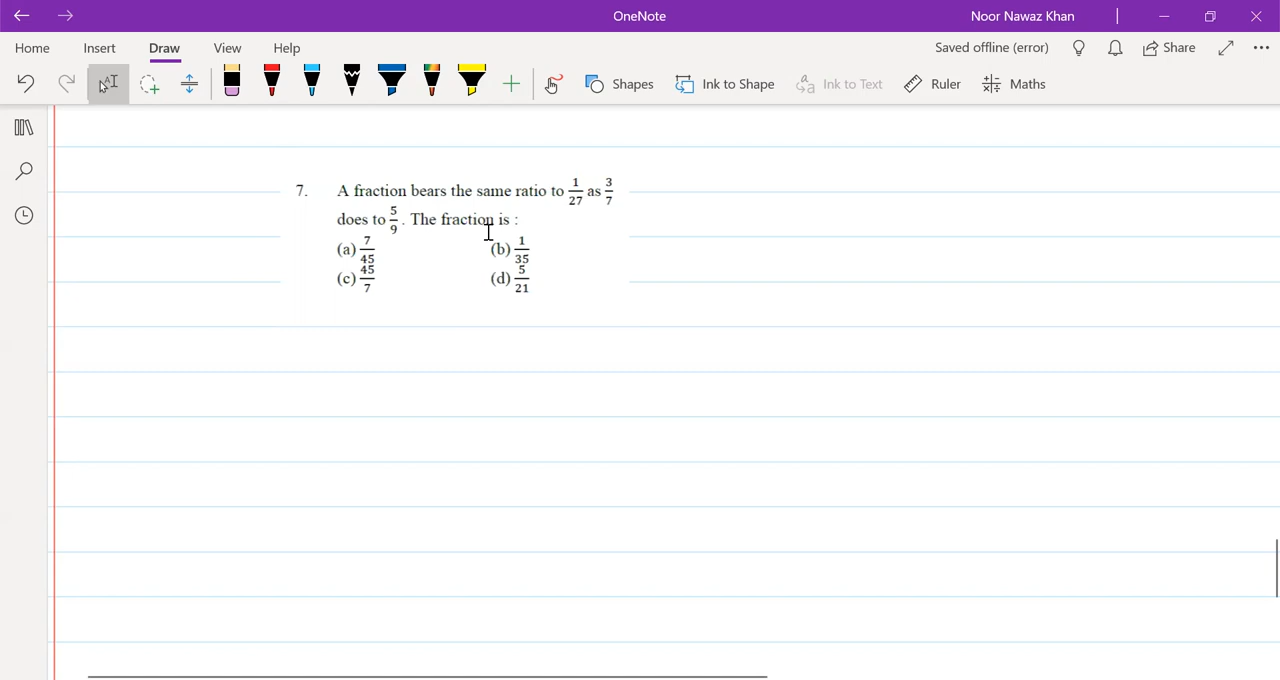 OneNote
Noor Nawaz Khan
Home Insert Draw View Help
Saved offline (error)
Share
Shapes
Ink to Shape
Ink to Text
Ruler
Maths
7. A fraction bears the same ratio to 1/27 as 3/7
does to 5/9 . The fraction is :
(a) 7/45 (b) 1/35
(c) 45/7 (d) 5/21